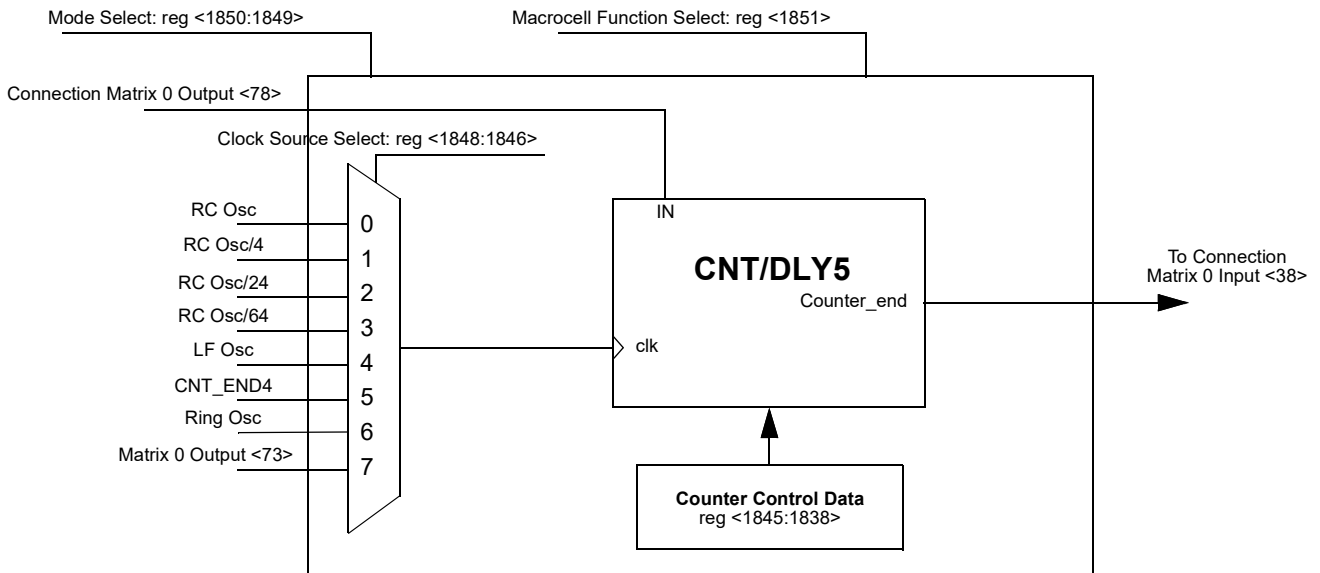 Mode Select: reg <1850:1849>
Macrocell Function Select: reg <1851>
Connection Matrix 0 Output <78>
Clock Source Select: reg <1848:1846>
RC Osc
0
RC Osc/4
1
RC Osc/24
2
RC Osc/64
3
LF Osc
4
CNT_END4
5
Ring Osc
6
Matrix 0 Output <73>
7
IN
CNT/DLY5
Counter_end
clk
To Connection
Matrix 0 Input <38>
Counter Control Data
reg <1845:1838>